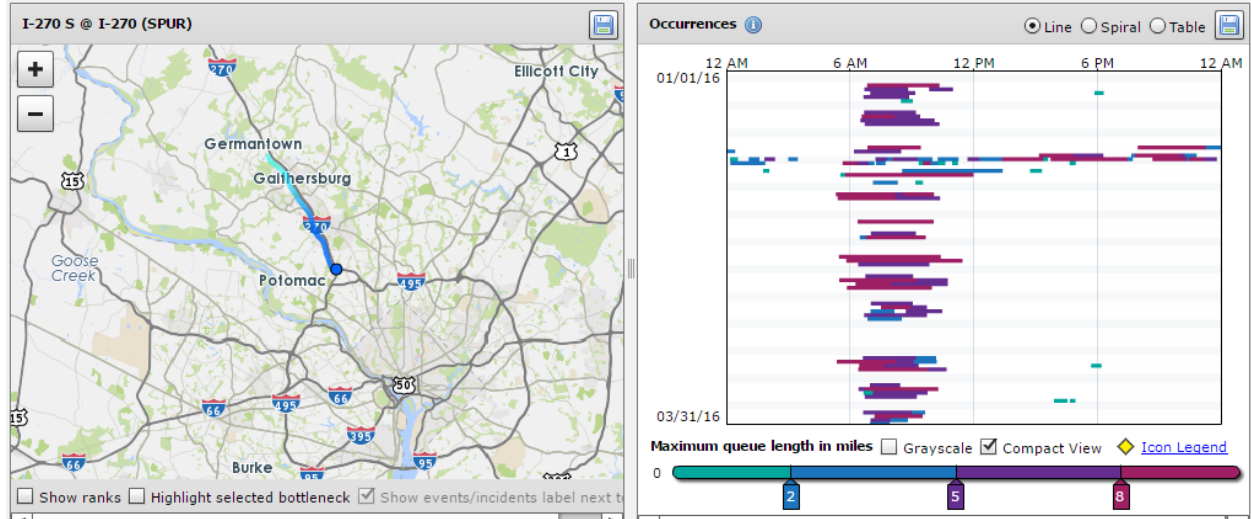 I-270 S @ I-270 (SPUR)
+
−
270
Ellicott City
Germantown
1
15
Gaithersburg
270
Goose
Creek
Potomac
495
50
66
495
66
15
395
66
Burke
95
95
Show ranks Highlight selected bottleneck Show events/incidents label next t
Occurrences i Line Spiral Table
12 AM 6 AM 12 PM 6 PM 12 AM
01/01/16
03/31/16
Maximum queue length in miles Grayscale Compact View Icon Legend
0
2 5 8